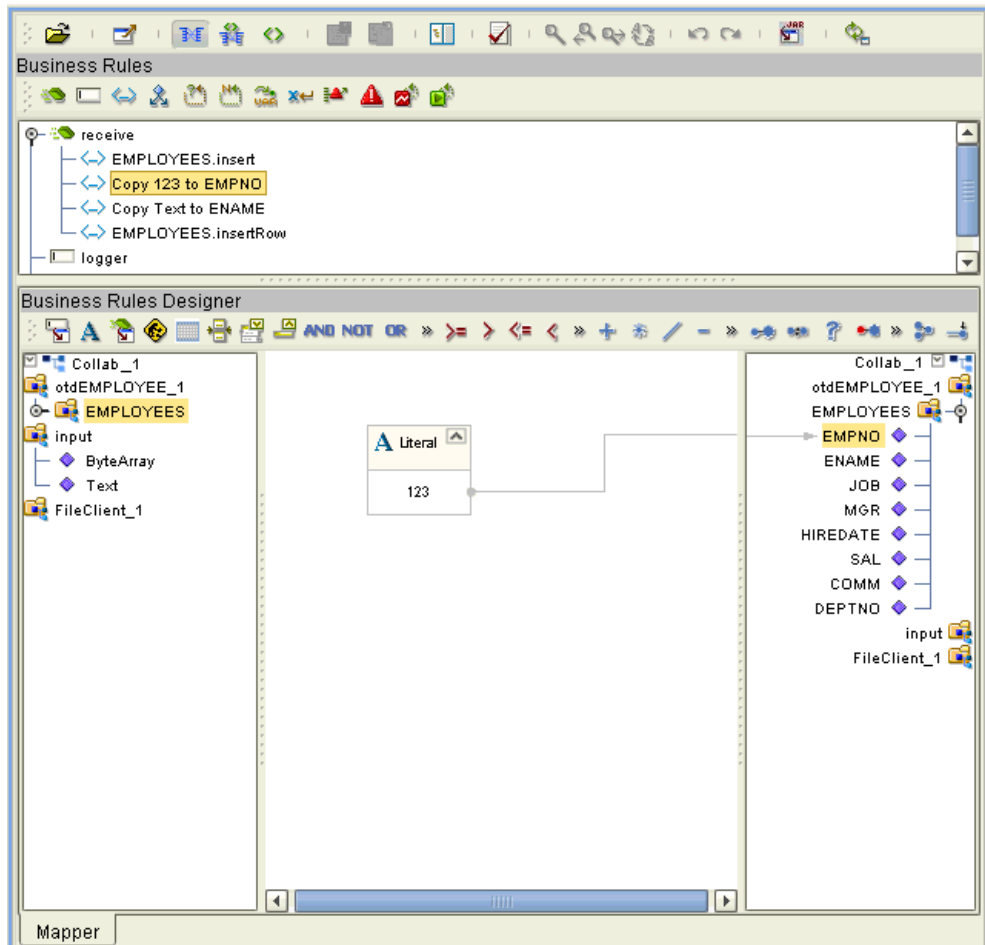 JAR
Business Rules
receive
EMPLOYEES.insert
Copy 123 to EMPNO
Copy Text to ENAME
EMPLOYEES.insertRow
logger
Business Rules Designer
A AND NOT OR » >= > <= < » + / - » ? »
Collab_1
otdEMPLOYEE_1
EMPLOYEES
input
ByteArray
Text
FileClient_1
A Literal
123
Collab_1
otdEMPLOYEE_1
EMPLOYEES
EMPNO
ENAME
JOB
MGR
HIREDATE
SAL
COMM
DEPTNO
input
FileClient_1
Mapper